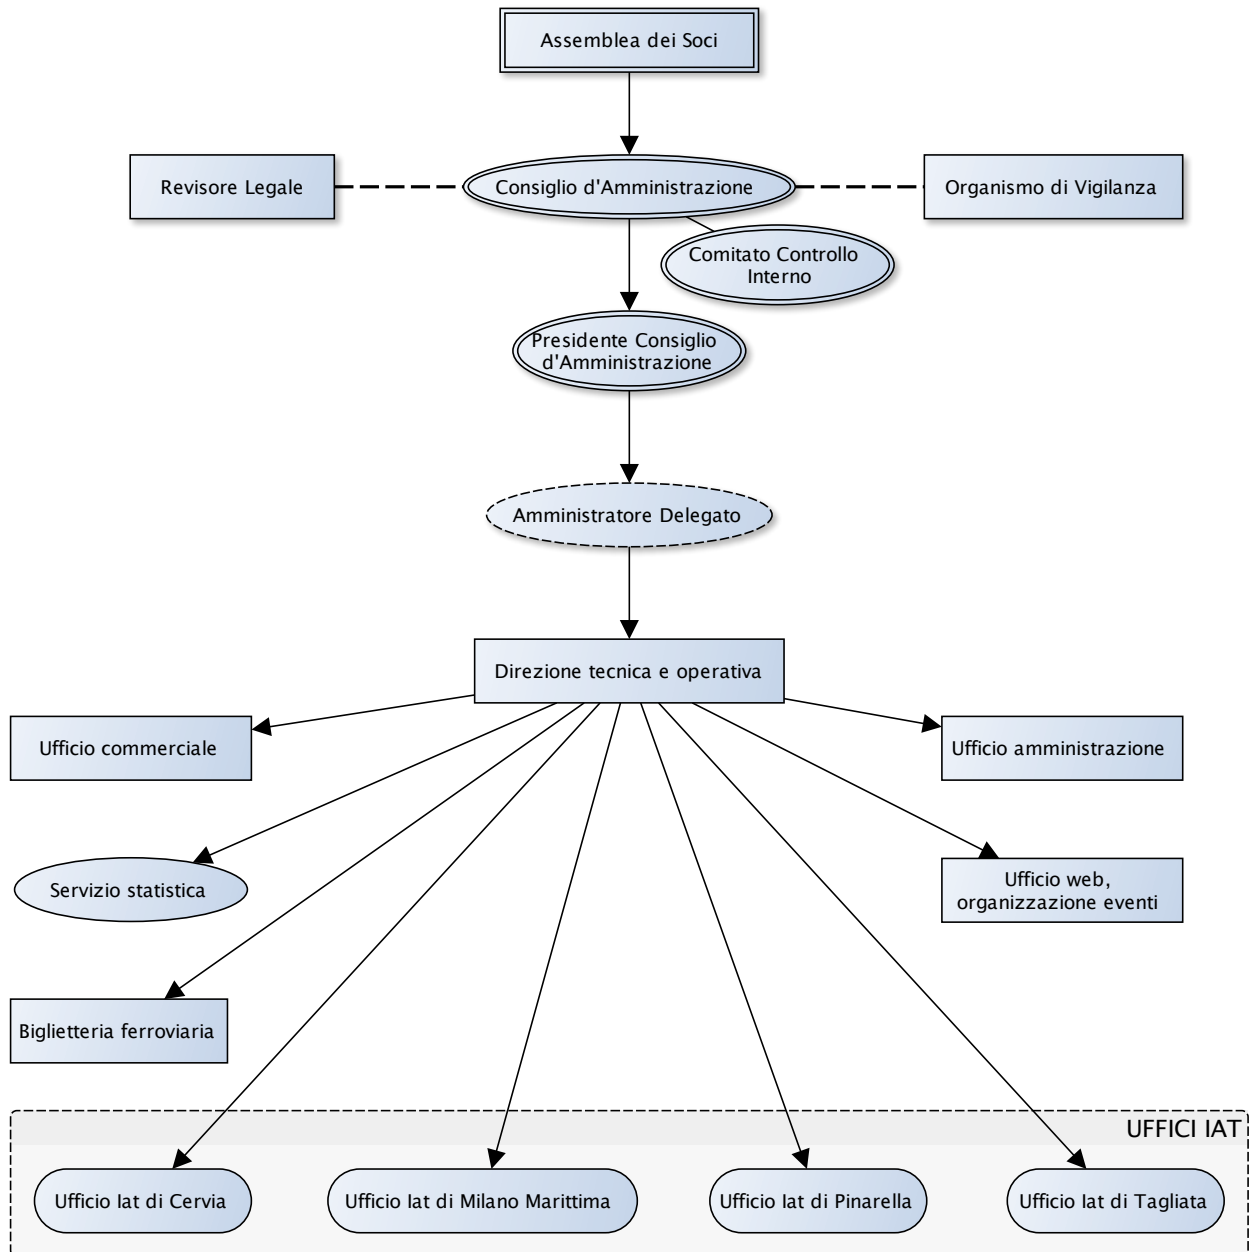 Assemblea dei Soci
Revisore Legale
Consiglio d'Amministrazione
Organismo di Vigilanza
Comitato Controllo
Interno
Presidente Consiglio
d'Amministrazione
Amministratore Delegato
Direzione tecnica e operativa
Ufficio commerciale
Ufficio amministrazione
Servizio statistica
Ufficio web,
organizzazione eventi
Biglietteria ferroviaria
UFFICI IAT
Ufficio Iat di Cervia
Ufficio Iat di Milano Marittima
Ufficio Iat di Pinarella
Ufficio Iat di Tagliata